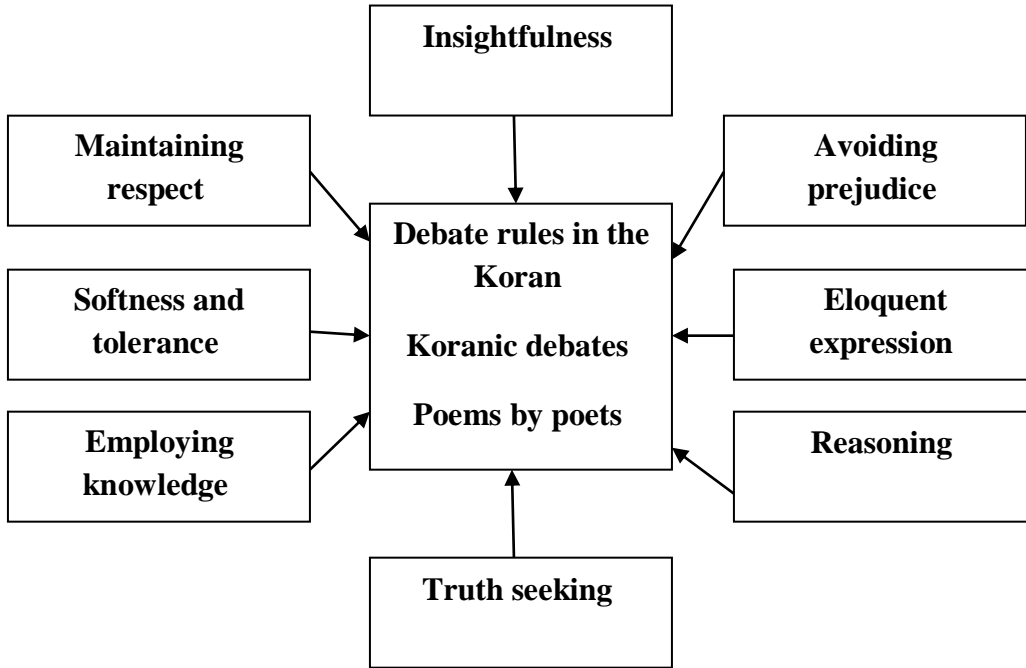 Insightfulness
Maintaining
respect
Avoiding
prejudice
Debate rules in the
Koran
Koranic debates
Poems by poets
Softness and
tolerance
Eloquent
expression
Employing
knowledge
Reasoning
Truth seeking